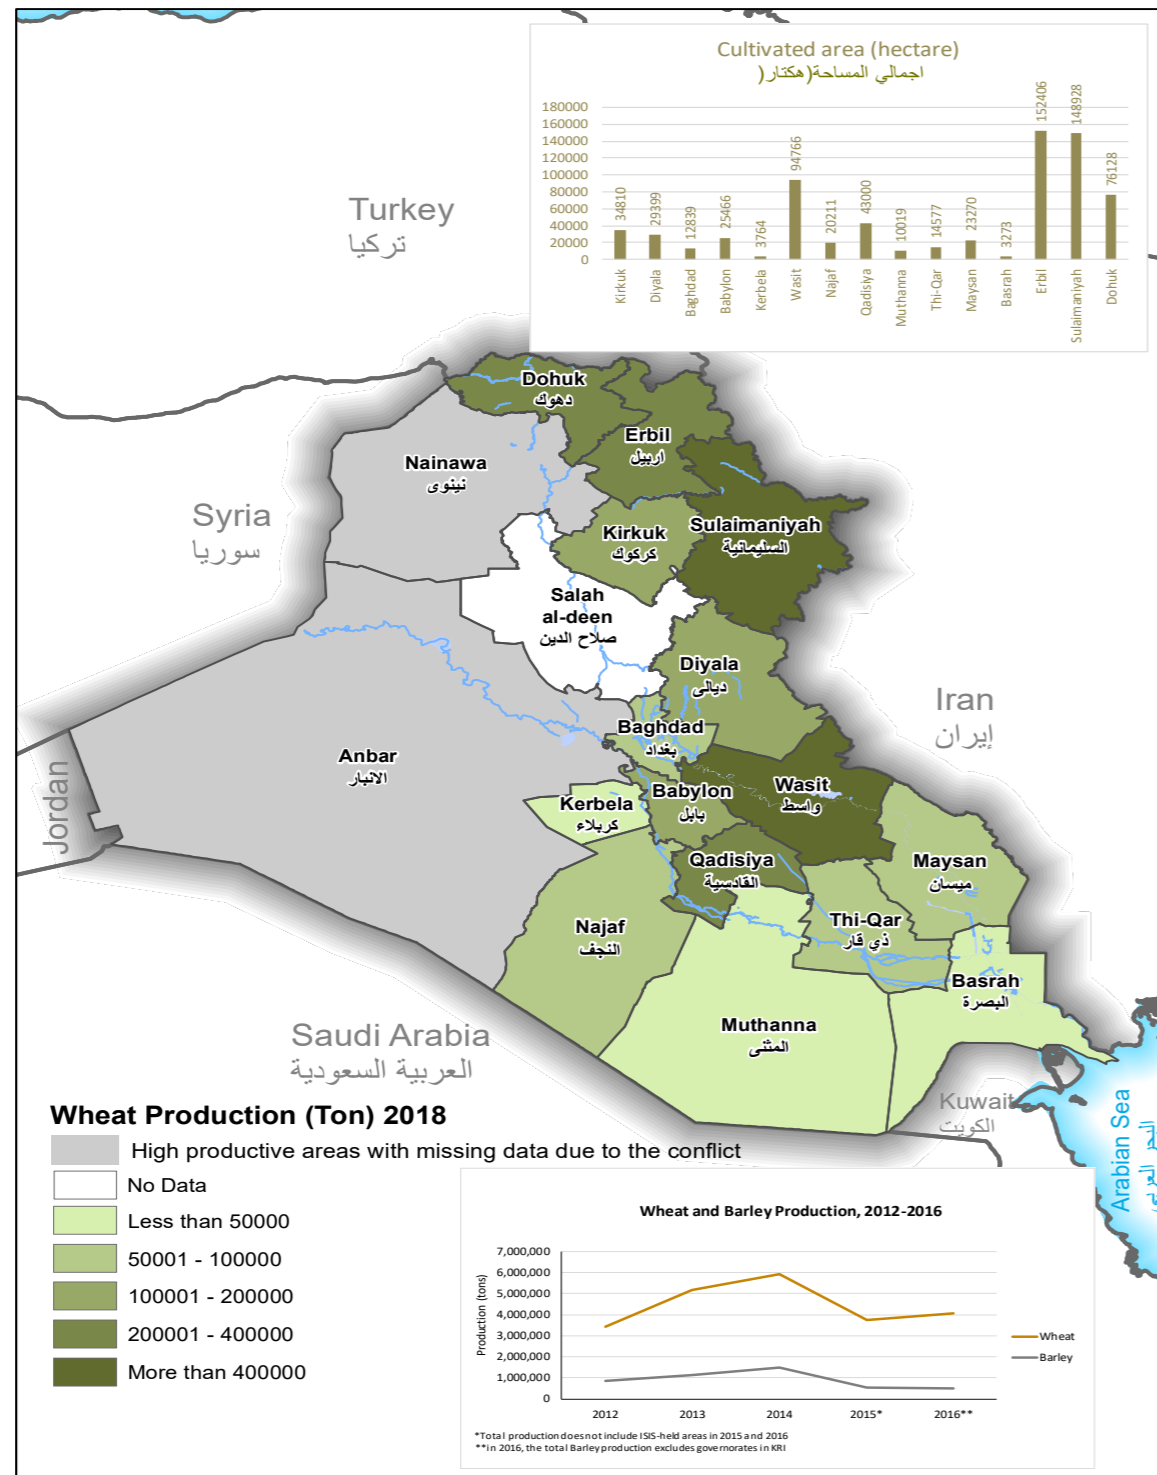 Cultivated area (hectare)
اجمالي المساحة(هكتار(
180000
160000
140000
120000
100000
80000
60000
40000
20000
0
34810
29399
12839
25466
3764
94766
20211
43000
10019
14577
23270
3273
152406
148928
76128
Kirkuk
Diyala
Baghdad
Babylon
Kerbela
Wasit
Najaf
Qadisiya
Muthanna
Thi-Qar
Maysan
Basrah
Erbil
Sulaimaniyah
Dohuk
Turkey
تركيا
Dohuk
دهوك
Erbil
اربيل
Nainawa
نينوى
Syria
سوريا
Kirkuk
كركوك
Sulaimaniyah
السليمانية
Salah
al-deen
صلاح الدين
Diyala
ديالى
Iran
إيران
Baghdad
بغداد
Anbar
الانبار
Jordan
Kerbela
كربلاء
Babylon
بابل
Wasit
واسط
Qadisiya
القادسية
Maysan
ميسان
Najaf
النجف
Thi-Qar
ذي قار
Basrah
البصرة
Muthanna
المثنى
Saudi Arabia
العربية السعودية
Kuwait
الكويت
Arabian Sea
البحر العربي
Wheat Production (Ton) 2018
High productive areas with missing data due to the conflict
No Data
Less than 50000
50001 - 100000
100001 - 200000
200001 - 400000
More than 400000
Wheat and Barley Production, 2012-2016
Production (tons)
7,000,000
6,000,000
5,000,000
4,000,000
3,000,000
2,000,000
1,000,000
0
2012
2013
2014
2015*
2016**
Wheat
Barley
*Total production does not include ISIS-held areas in 2015 and 2016
**in 2016, the total Barley production excludes governorates in KRI